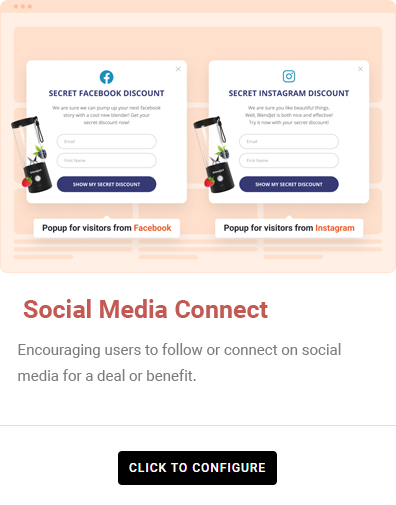 SECRET FACEBOOK DISCOUNT
We are sure we can pump up your next facebook
story with a cool new blender! Get your
secret discount now!
Email
First Name
SHOW MY SECRET DISCOUNT
Popup for visitors from Facebook
SECRET INSTAGRAM DISCOUNT
We are sure you like beautiful things.
Well, Blendjet is both nice and effective!
Try it now with your secret discount!
Email
First Name
SHOW MY SECRET DISCOUNT
Popup for visitors from Instagram
Social Media Connect
Encouraging users to follow or connect on social
media for a deal or benefit.
CLICK TO CONFIGURE